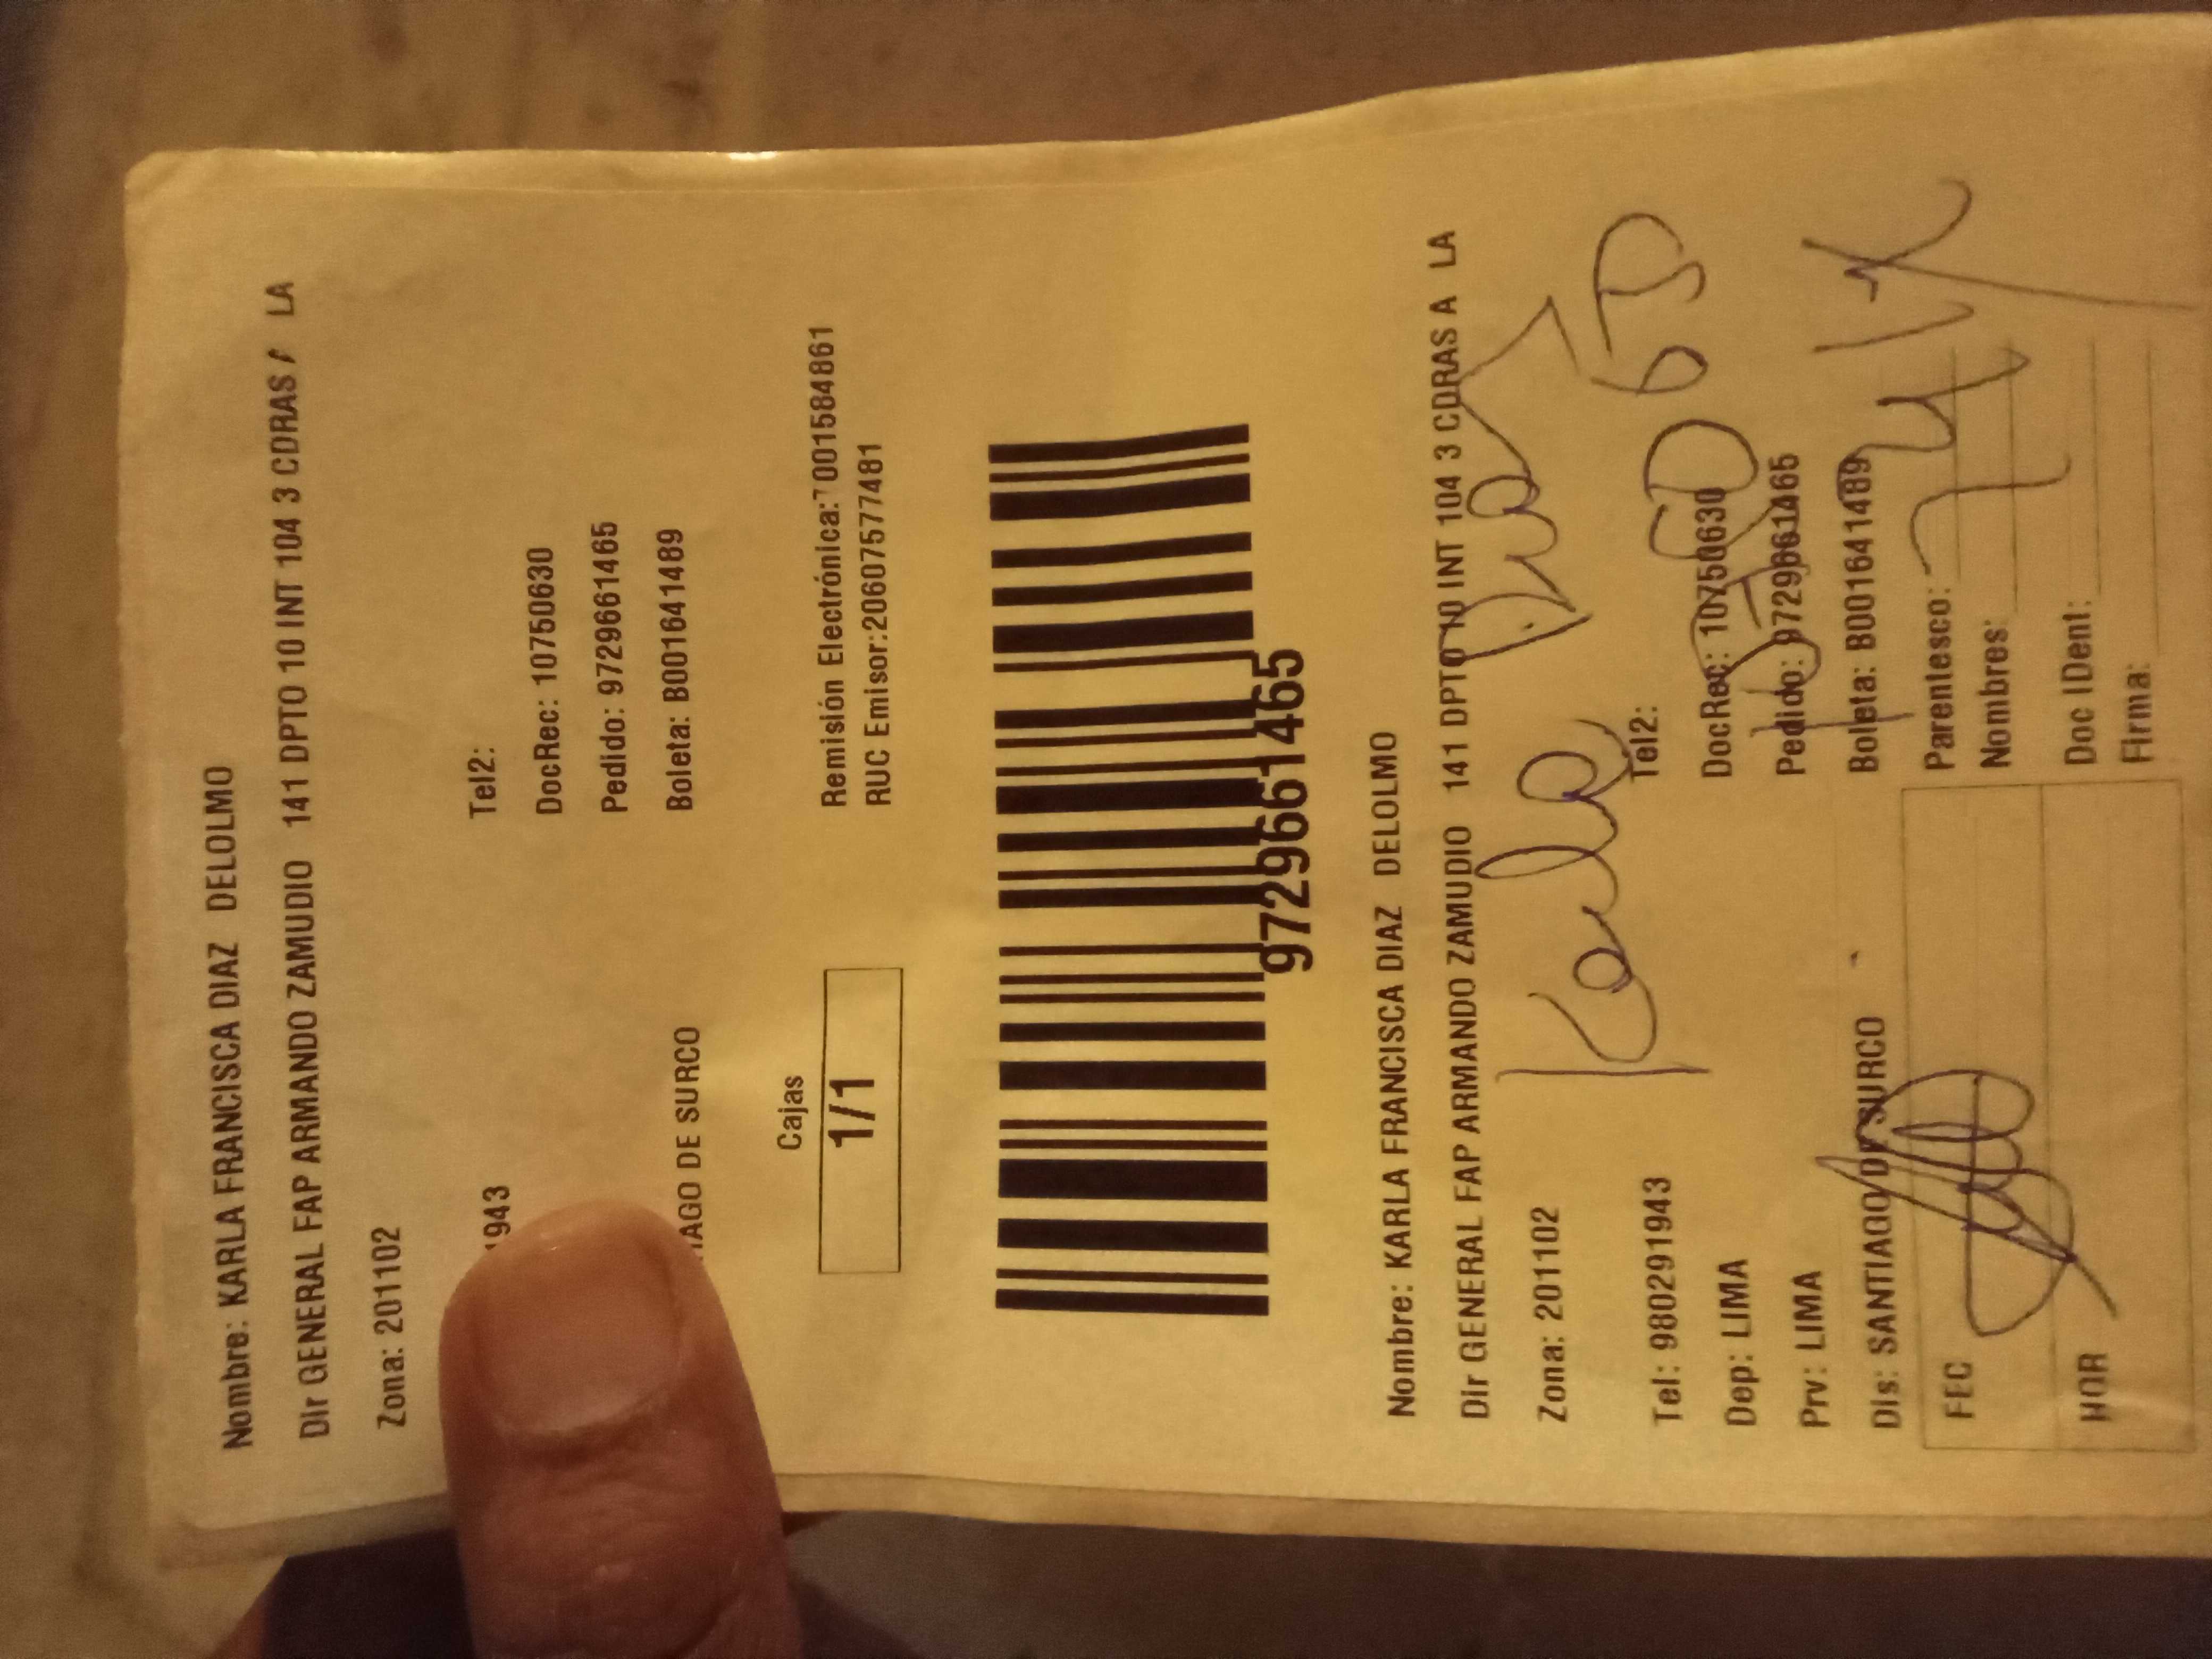 Nombre: KARLA FRANCISCA DIAZ DELOLMO
Dir GENERAL FAP ARMANDO ZAMUDIO 141 DPTO 10 INT 104 3 CDRAS LA
Zona: 201102
1943 Tel2:
DocRec: 10750630
Pedido: 9729661465
AGO DE SURCO Boleta: B001641489
Cajas
1/1
Remisión Electrónica:T001584861
RUC Emisor:20607577481
9729661465
Nombre: KARLA FRANCISCA DIAZ DELOLMO
Dir GENERAL FAP ARMANDO ZAMUDIO 141 DPTO 10 INT 104 3 CDRAS A LA
Zona: 201102
Karla Diaz
Tel: 980291943 Tel2:
Dep: LIMA DocRec: 10750630
Prv: LIMA Pedido: 9729661465
Dis: SANTIAGO DE SURCO Boleta: B001641489
FEC Parentesco:
Nombres:
HOR Doc IDent:
Firma: